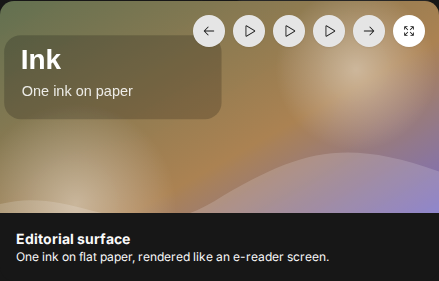 Ink
One ink on paper
Editorial surface
One ink on flat paper, rendered like an e-reader screen.